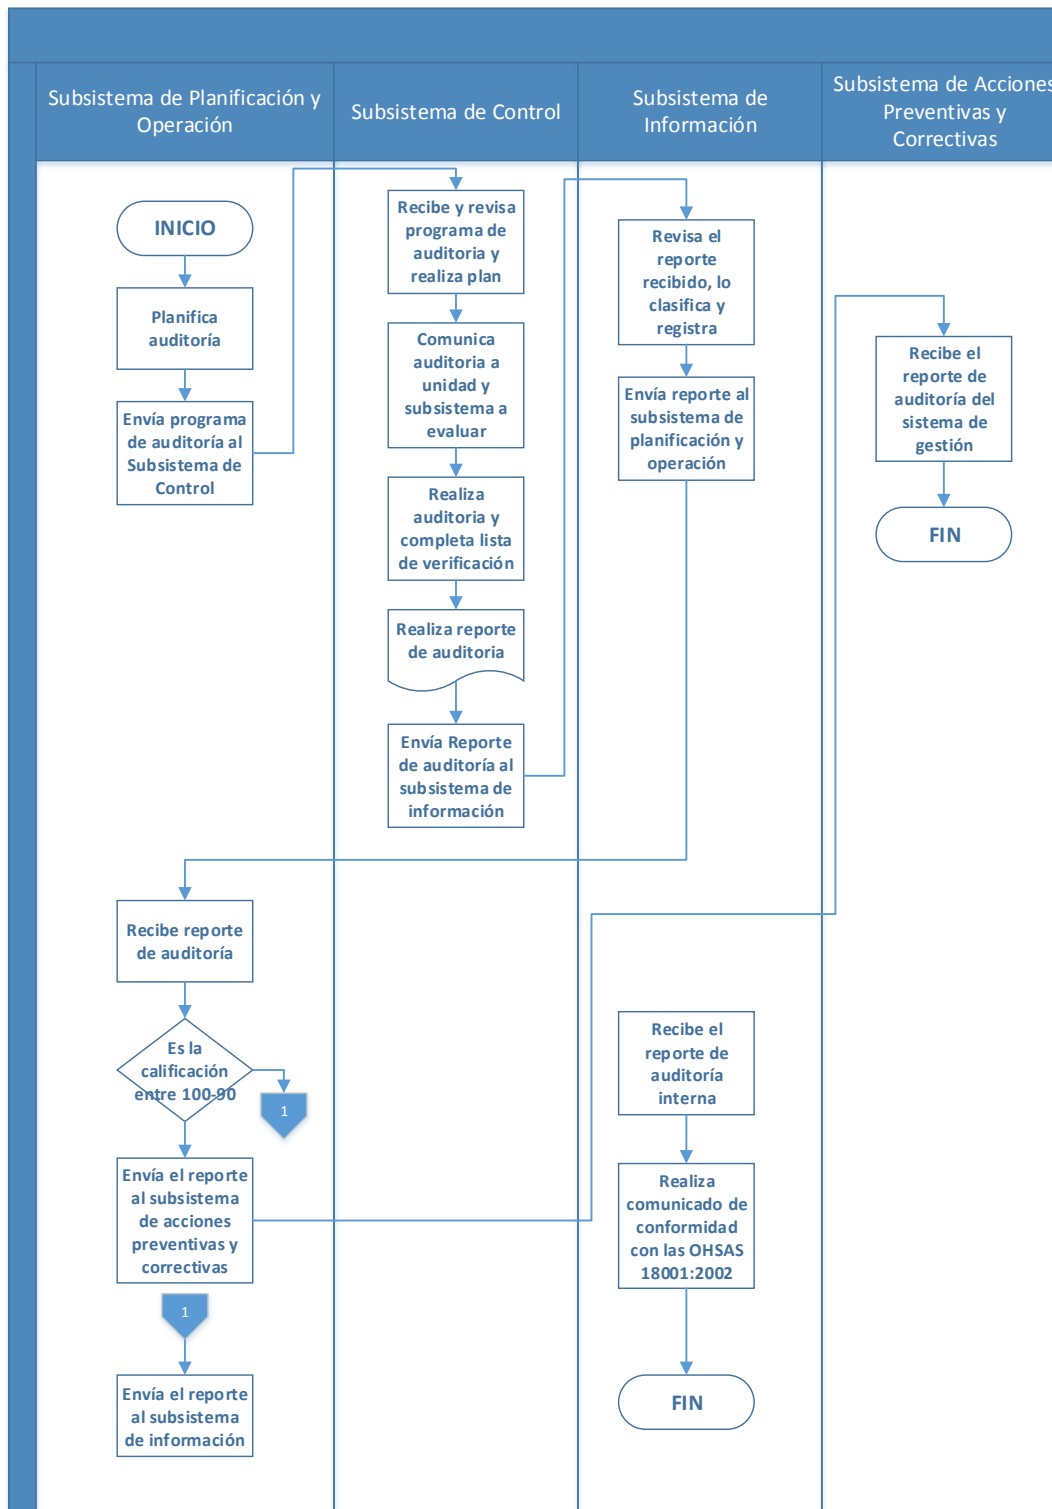 Subsistema de Planificación y
Operación
Subsistema de Control
Subsistema de
Información
Subsistema de Acciones
Preventivas y
Correctivas
INICIO
Planifica
auditoría
Envía programa
de auditoría al
Subsistema de
Control
Recibe y revisa
programa de
auditoria y
realiza plan
Comunica
auditoria a
unidad y
subsistema a
evaluar
Realiza
auditoria y
completa lista
de verificación
Realiza reporte
de auditoria
Envía Reporte
de auditoría al
subsistema de
información
Revisa el
reporte
recibido, lo
clasifica y
registra
Envía reporte al
subsistema de
planificación y
operación
Recibe el
reporte de
auditoría del
sistema de
gestión
FIN
Recibe reporte
de auditoría
Es la
calificación
entre 100-90
1
Envía el reporte
al subsistema
de acciones
preventivas y
correctivas
1
Envía el reporte
al subsistema
de información
Recibe el
reporte de
auditoría
interna
Realiza
comunicado de
conformidad
con las OHSAS
18001:2002
FIN